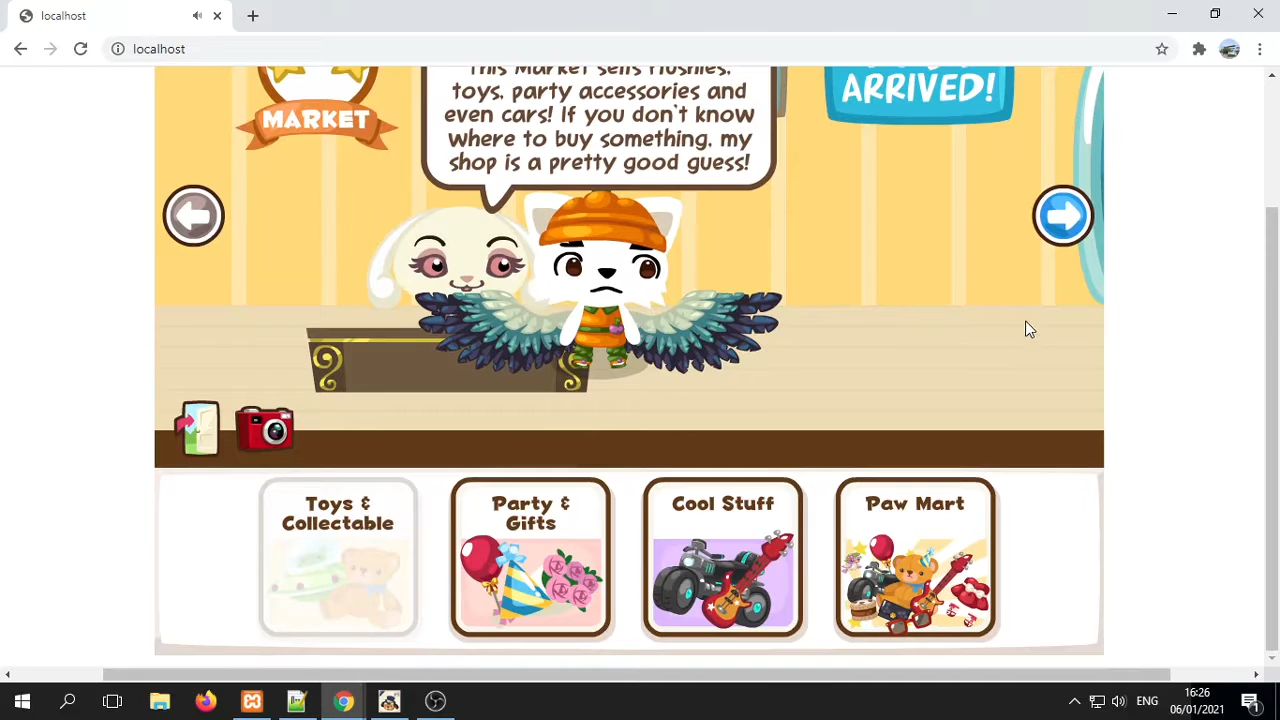 localhost
localhost
This Market sells Plushies,
toys, party accessories and
even cars! If you don't know
where to buy something, my
shop is a pretty good guess!
MARKET
ARRIVED!
Toys &
Collectable
Party &
Gifts
Cool Stuff
Paw Mart
ENG
16:26
06/01/2021
1